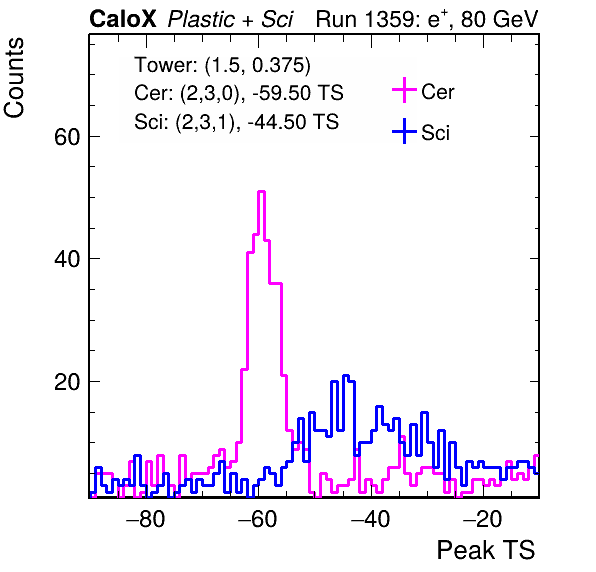 CaloX Plastic + Sci Run 1359: e+, 80 GeV
Counts
Tower: (1.5, 0.375)
Cer: (2,3,0), -59.50 TS
Sci: (2,3,1), -44.50 TS
Cer
Sci
60
40
20
−80 −60 −40 −20
Peak TS